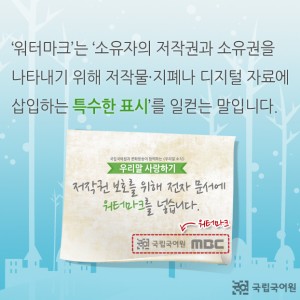 '워터마크'는 '소유자의 저작권과 소유권을
나타내기 위해 저작물·지폐나 디지털 자료에
삽입하는 특수한 표시'를 일컫는 말입니다.
우리말 사랑하기
저작권 보호를 위해 전자 문서에
워터마크를 넣습니다.
워터마크
국립국어원 MBC
국립국어원